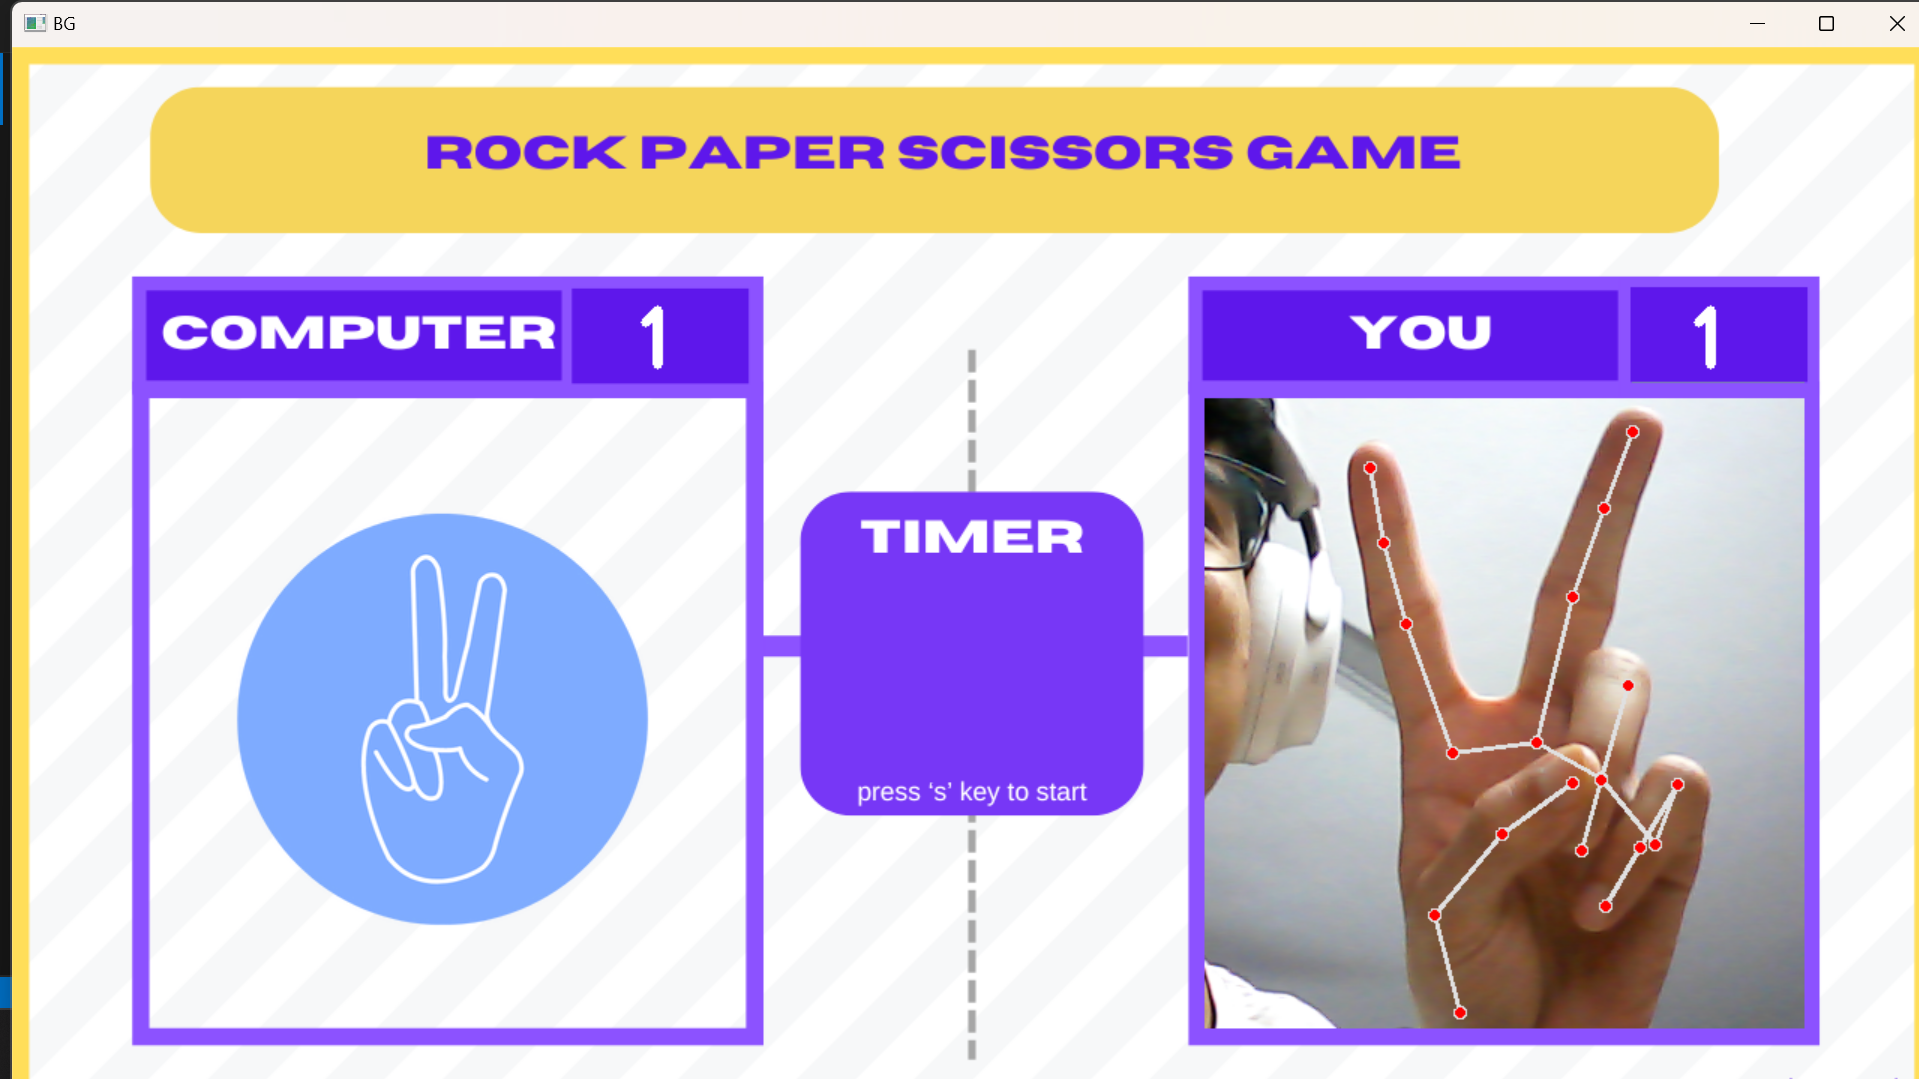 BG
ROCK PAPER SCISSORS GAME
COMPUTER 1
YOU 1
TIMER
press ‘s’ key to start